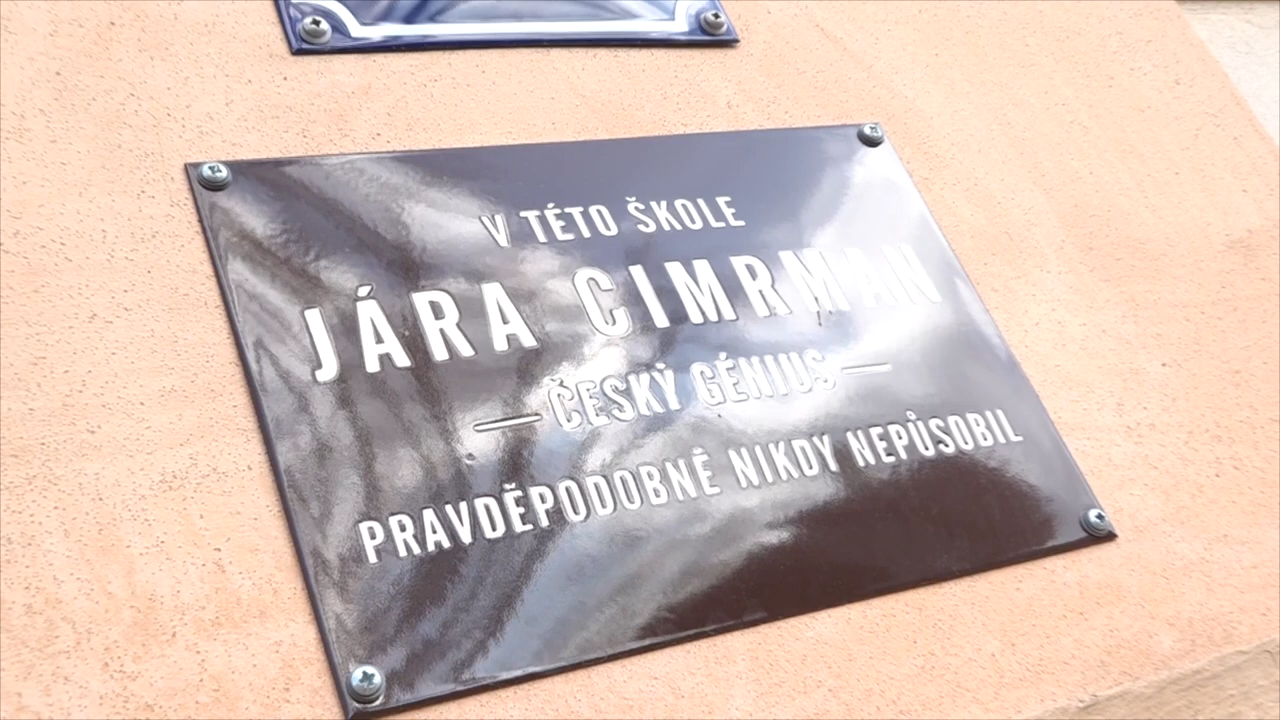 V TÉTO ŠKOLE
JÁRA CIMRMAN
— ČESKÝ GÉNIUS —
PRAVDĚPODOBNĚ NIKDY NEPŮSOBIL